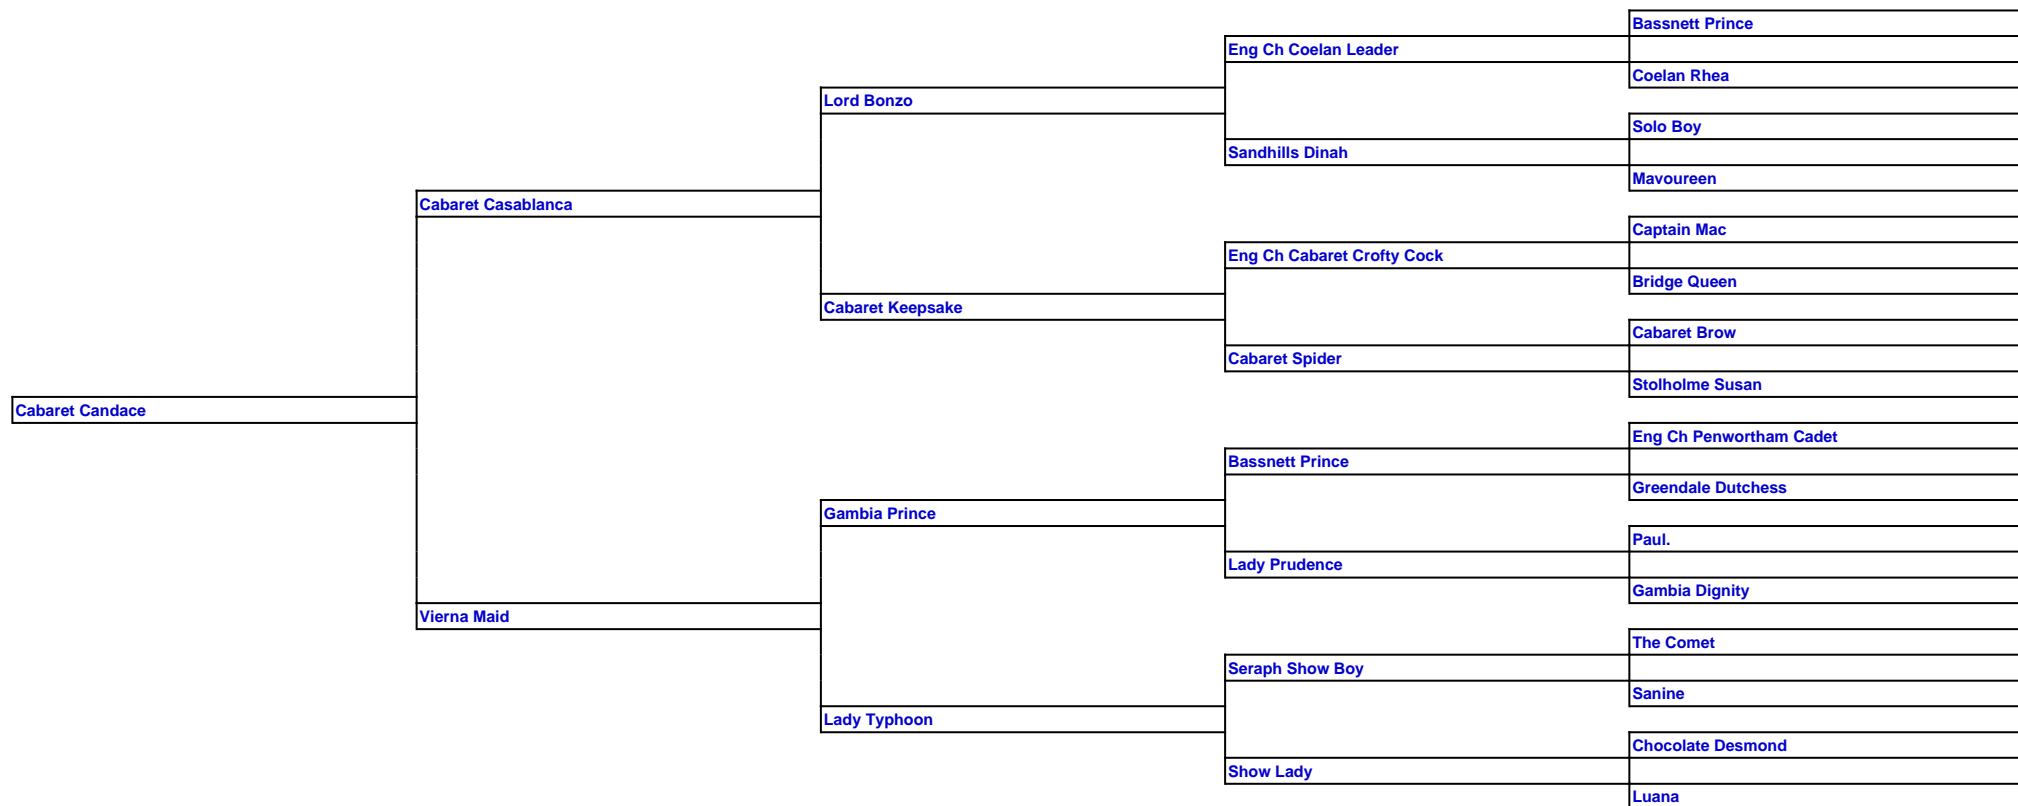 Bassnett Prince
Eng Ch Coelan Leader
Coelan Rhea
Lord Bonzo
Solo Boy
Sandhills Dinah
Mavoureen
Cabaret Casablanca
Captain Mac
Eng Ch Cabaret Crofty Cock
Bridge Queen
Cabaret Keepsake
Cabaret Brow
Cabaret Spider
Stolholme Susan
Cabaret Candace
Eng Ch Penwortham Cadet
Bassnett Prince
Greendale Dutchess
Gambia Prince
Paul.
Lady Prudence
Gambia Dignity
Vierna Maid
The Comet
Seraph Show Boy
Sanine
Lady Typhoon
Chocolate Desmond
Show Lady
Luana